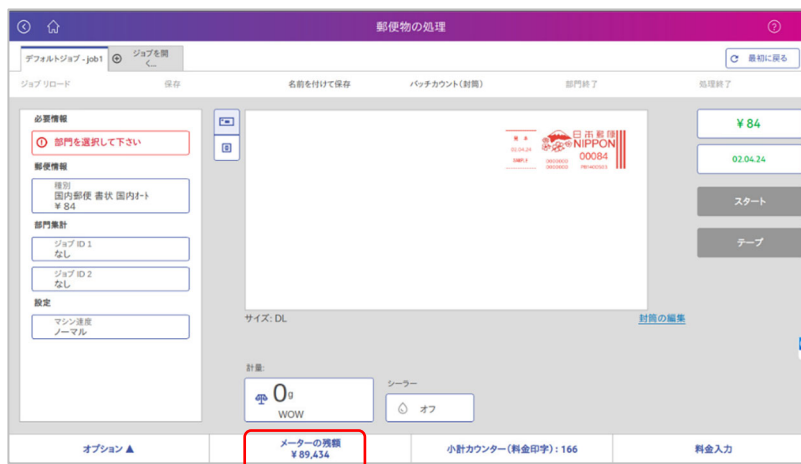 郵便物の処理
デフォルトジョブ - job1
ジョブを開
く...
最初に戻る
ジョブ リロード
保存
名前を付けて保存
バッチカウント(封筒)
部門終了
処理終了
必要情報
部門を選択して下さい
郵便情報
種別
国内郵便 書状 国内ｵｰﾄ
¥ 84
部門集計
ジョブ ID 1
なし
ジョブ ID 2
なし
設定
マシン速度
ノーマル
日本郵便
NIPPON
02.04.24
00084
サイズ: DL
封筒の編集
計量:
0g
WOW
シーラー
オフ
¥ 84
02.04.24
スタート
テープ
オプション ▲
メーターの残額
¥ 89,434
小計カウンター(料金印字) : 166
料金入力